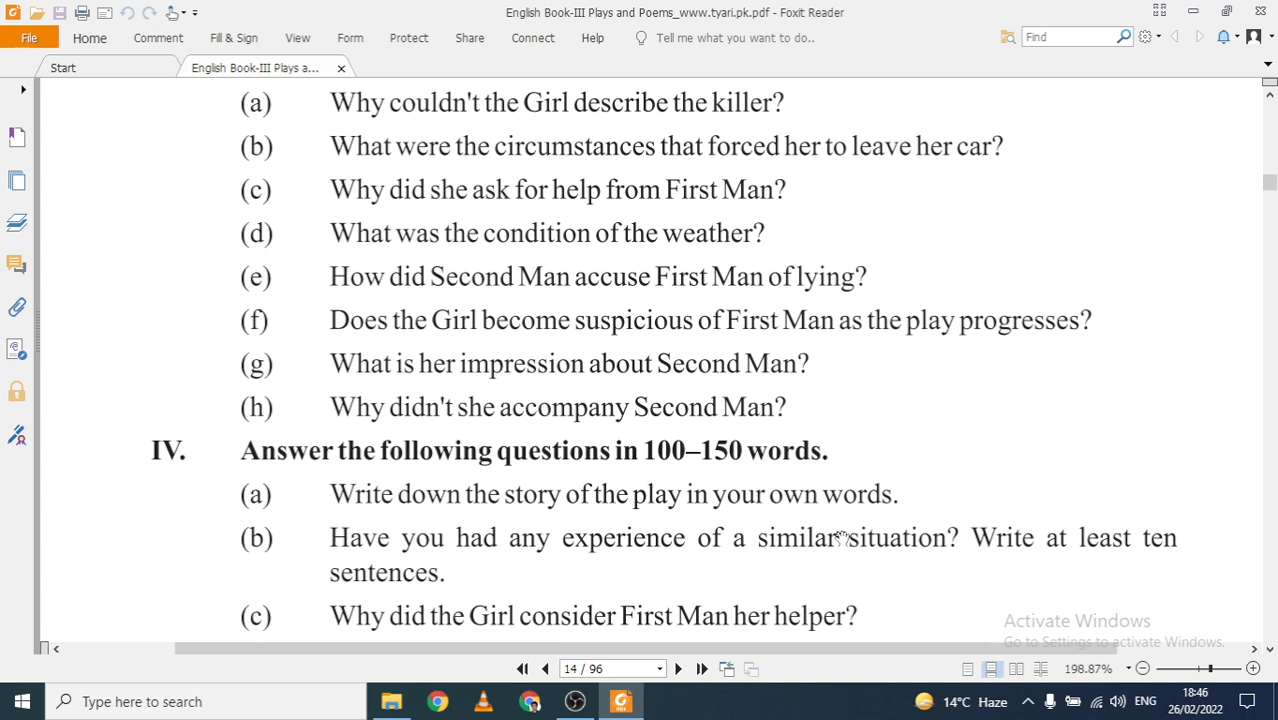 English Book-III Plays and Poems_www.tyari.pk.pdf - Foxit Reader
File Home Comment Fill & Sign View Form Protect Share Connect Help Tell me what you want to do.. Find
Start English Book-III Plays a...
(a) Why couldn't the Girl describe the killer?
(b) What were the circumstances that forced her to leave her car?
(c) Why did she ask for help from First Man?
(d) What was the condition of the weather?
(e) How did Second Man accuse First Man of lying?
(f) Does the Girl become suspicious of First Man as the play progresses?
(g) What is her impression about Second Man?
(h) Why didn't she accompany Second Man?
IV. Answer the following questions in 100–150 words.
(a) Write down the story of the play in your own words.
(b) Have you had any experience of a similar situation? Write at least ten
sentences.
(c) Why did the Girl consider First Man her helper?
Activate Windows
Go to Settings to activate Windows.
14 / 96 198.87%
Type here to search 14°C Haze ENG 18:46
26/02/2022